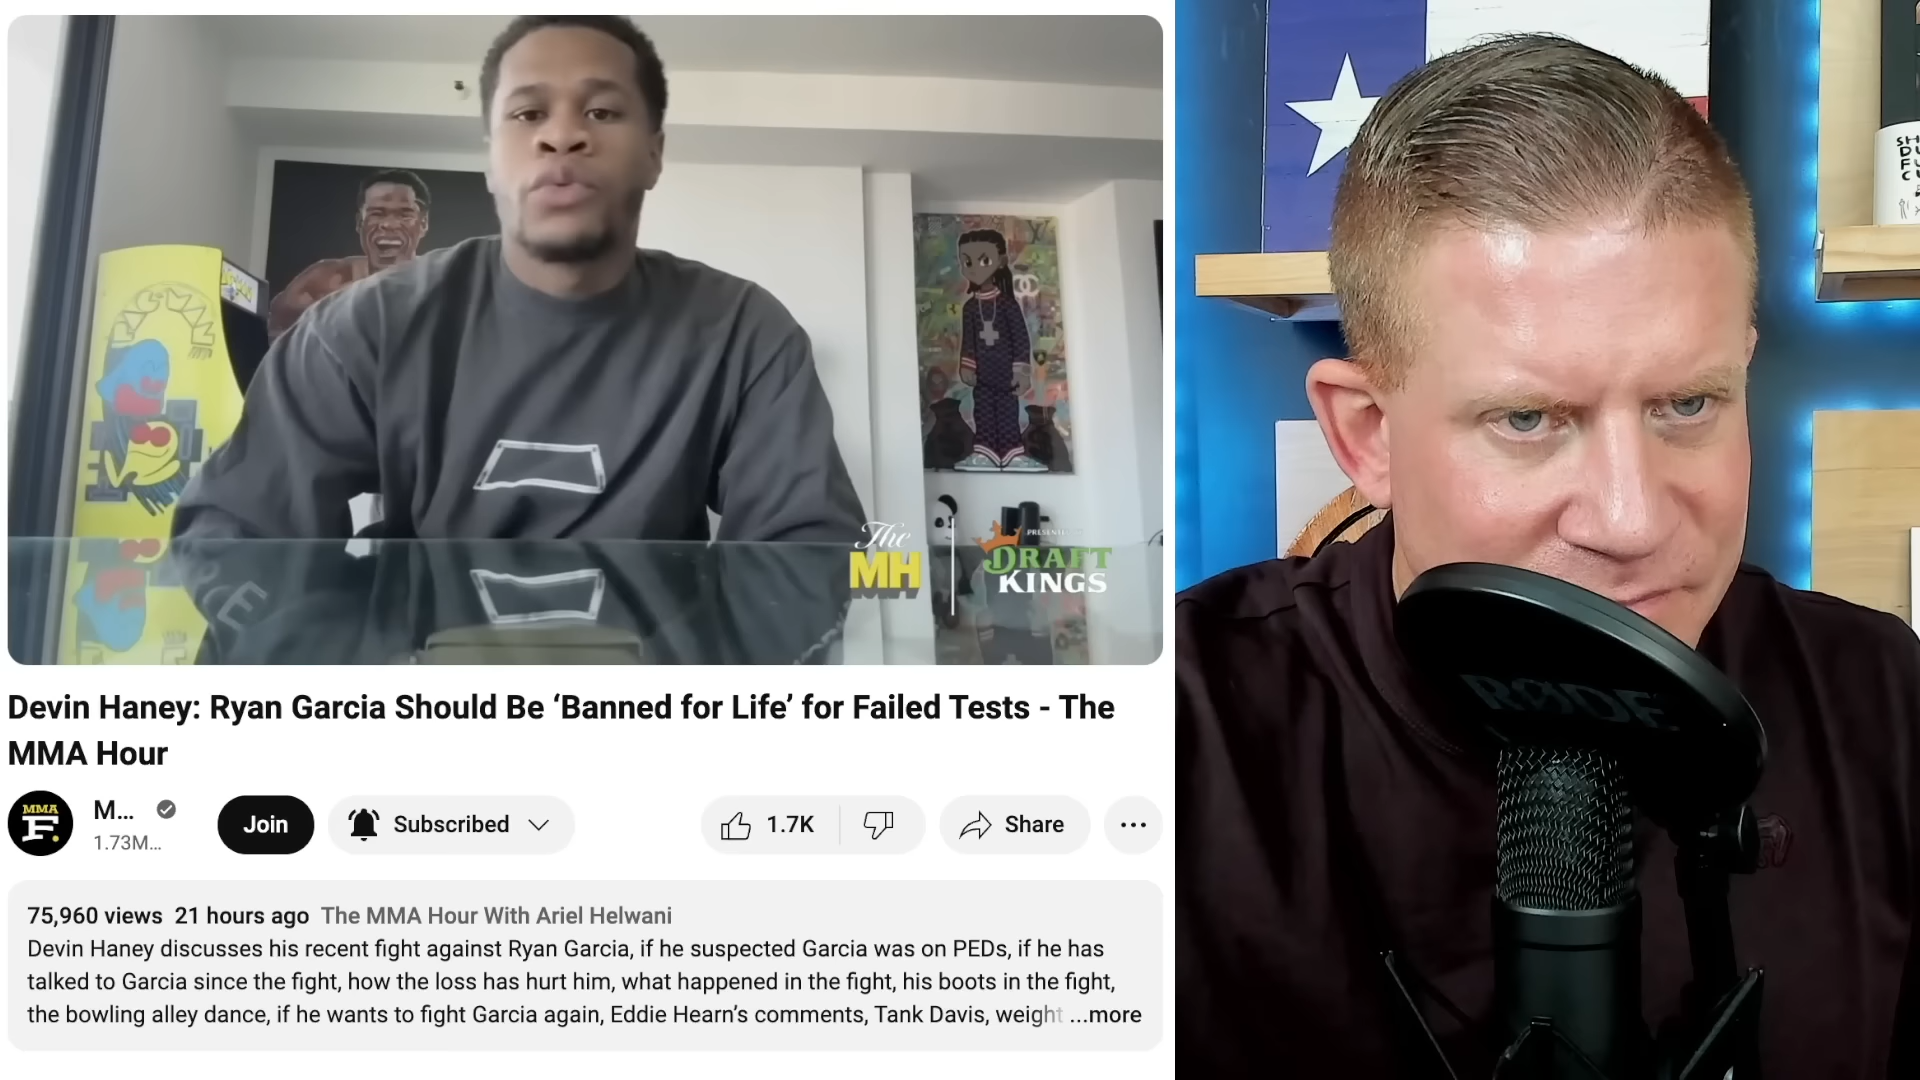 PACMAN
The
MH
PRESENTED BY
DRAFT
KINGS
RØDE
Devin Haney: Ryan Garcia Should Be ‘Banned for Life’ for Failed Tests - The
MMA Hour
MMA
F.
M...
1.73M...
Join
Subscribed
1.7K
Share
...
75,960 views 21 hours ago The MMA Hour With Ariel Helwani
Devin Haney discusses his recent fight against Ryan Garcia, if he suspected Garcia was on PEDs, if he has
talked to Garcia since the fight, how the loss has hurt him, what happened in the fight, his boots in the fight,
the bowling alley dance, if he wants to fight Garcia again, Eddie Hearn’s comments, Tank Davis, weight ...more